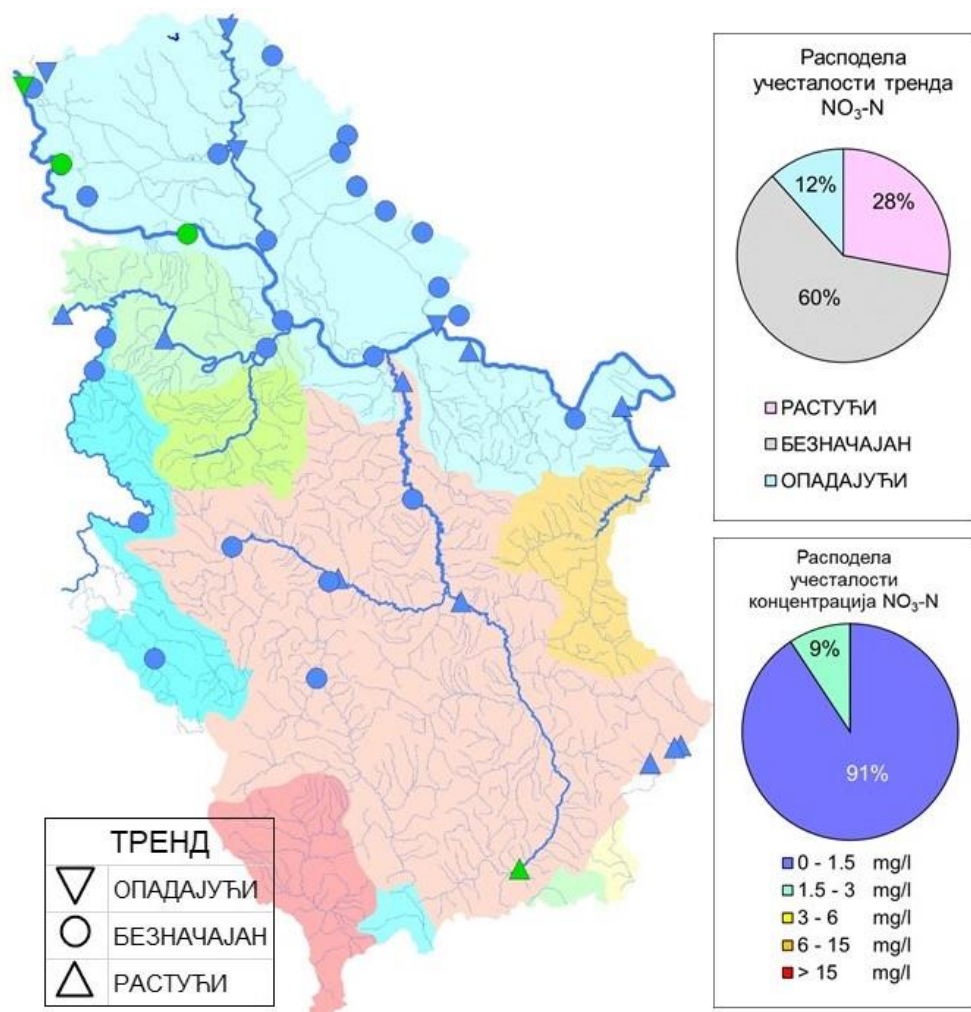 Расподела
учесталости тренда
NO₃-N
12%
28%
60%
РАСТУЋИ
БЕЗНАЧАЈАН
ОПАДАЈУЋИ
Расподела
учесталости
концентрација NO₃-N
9%
91%
0 - 1.5 mg/l
1.5 - 3 mg/l
3 - 6 mg/l
6 - 15 mg/l
> 15 mg/l
ТРЕНД
ОПАДАЈУЋИ
БЕЗНАЧАЈАН
РАСТУЋИ